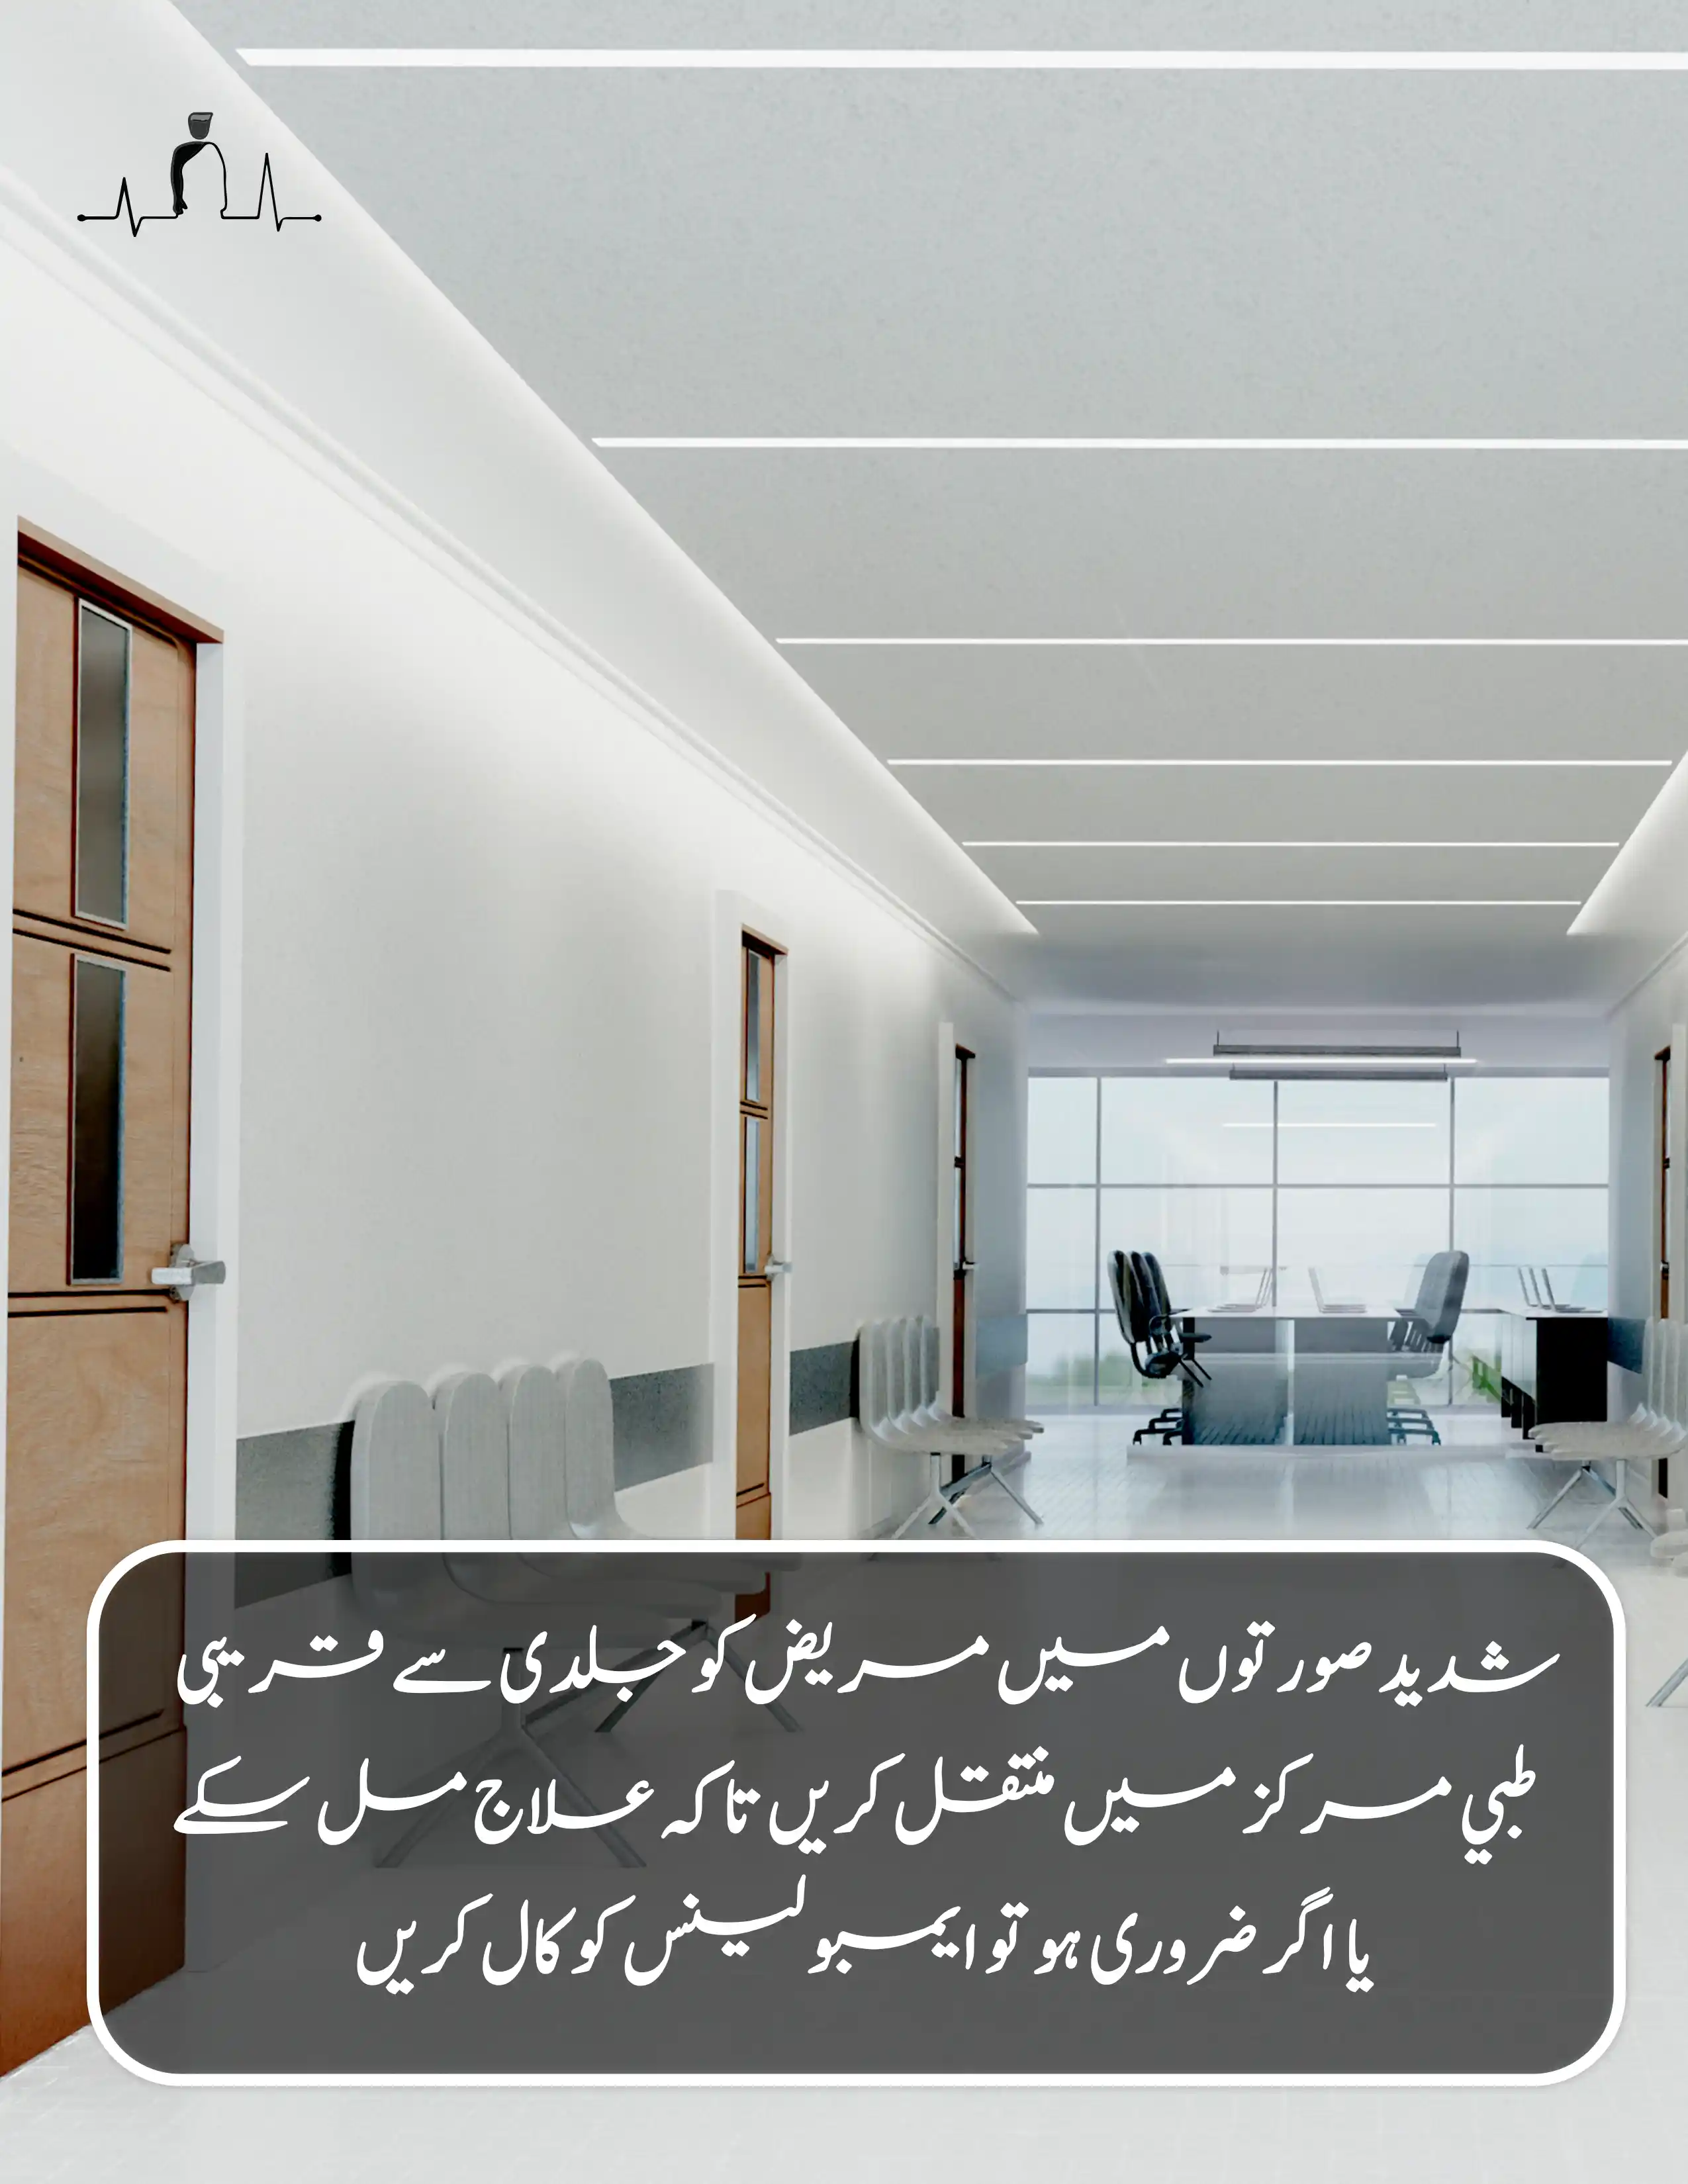 شدید صورتوں میں مریض کو جلدی سے قریبی
طبي مرکز میں منتقل کریں تاکہ علاج مل سکے
یا اگر ضروری ہو تو ایمبولینس کو کال کریں